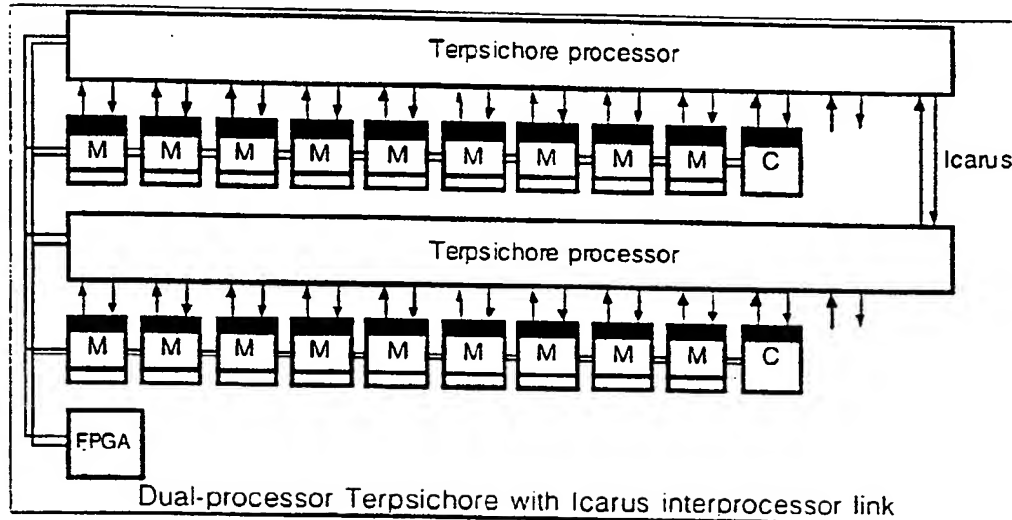 Terpsichore processor
M M M M M M M M M C
Icarus
Terpsichore processor
M M M M M M M M M C
FPGA
Dual-processor Terpsichore with Icarus interprocessor link